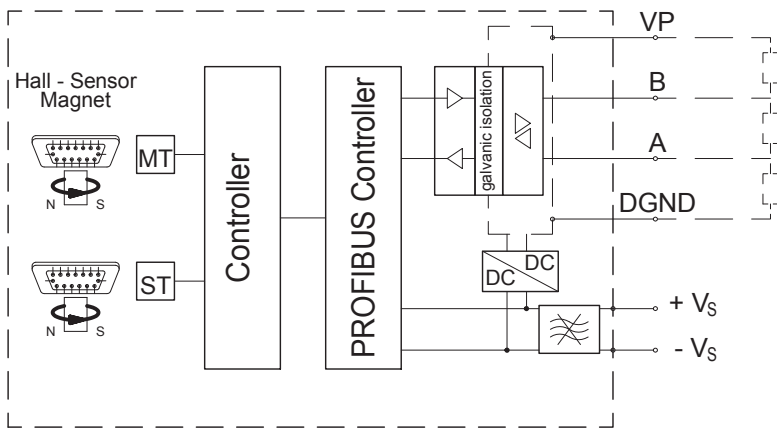 Hall - Sensor
Magnet
N S
MT
N S
ST
Controller
PROFIBUS Controller
galvanic isolation
DC
DC
VP
B
A
DGND
+ VS
- VS